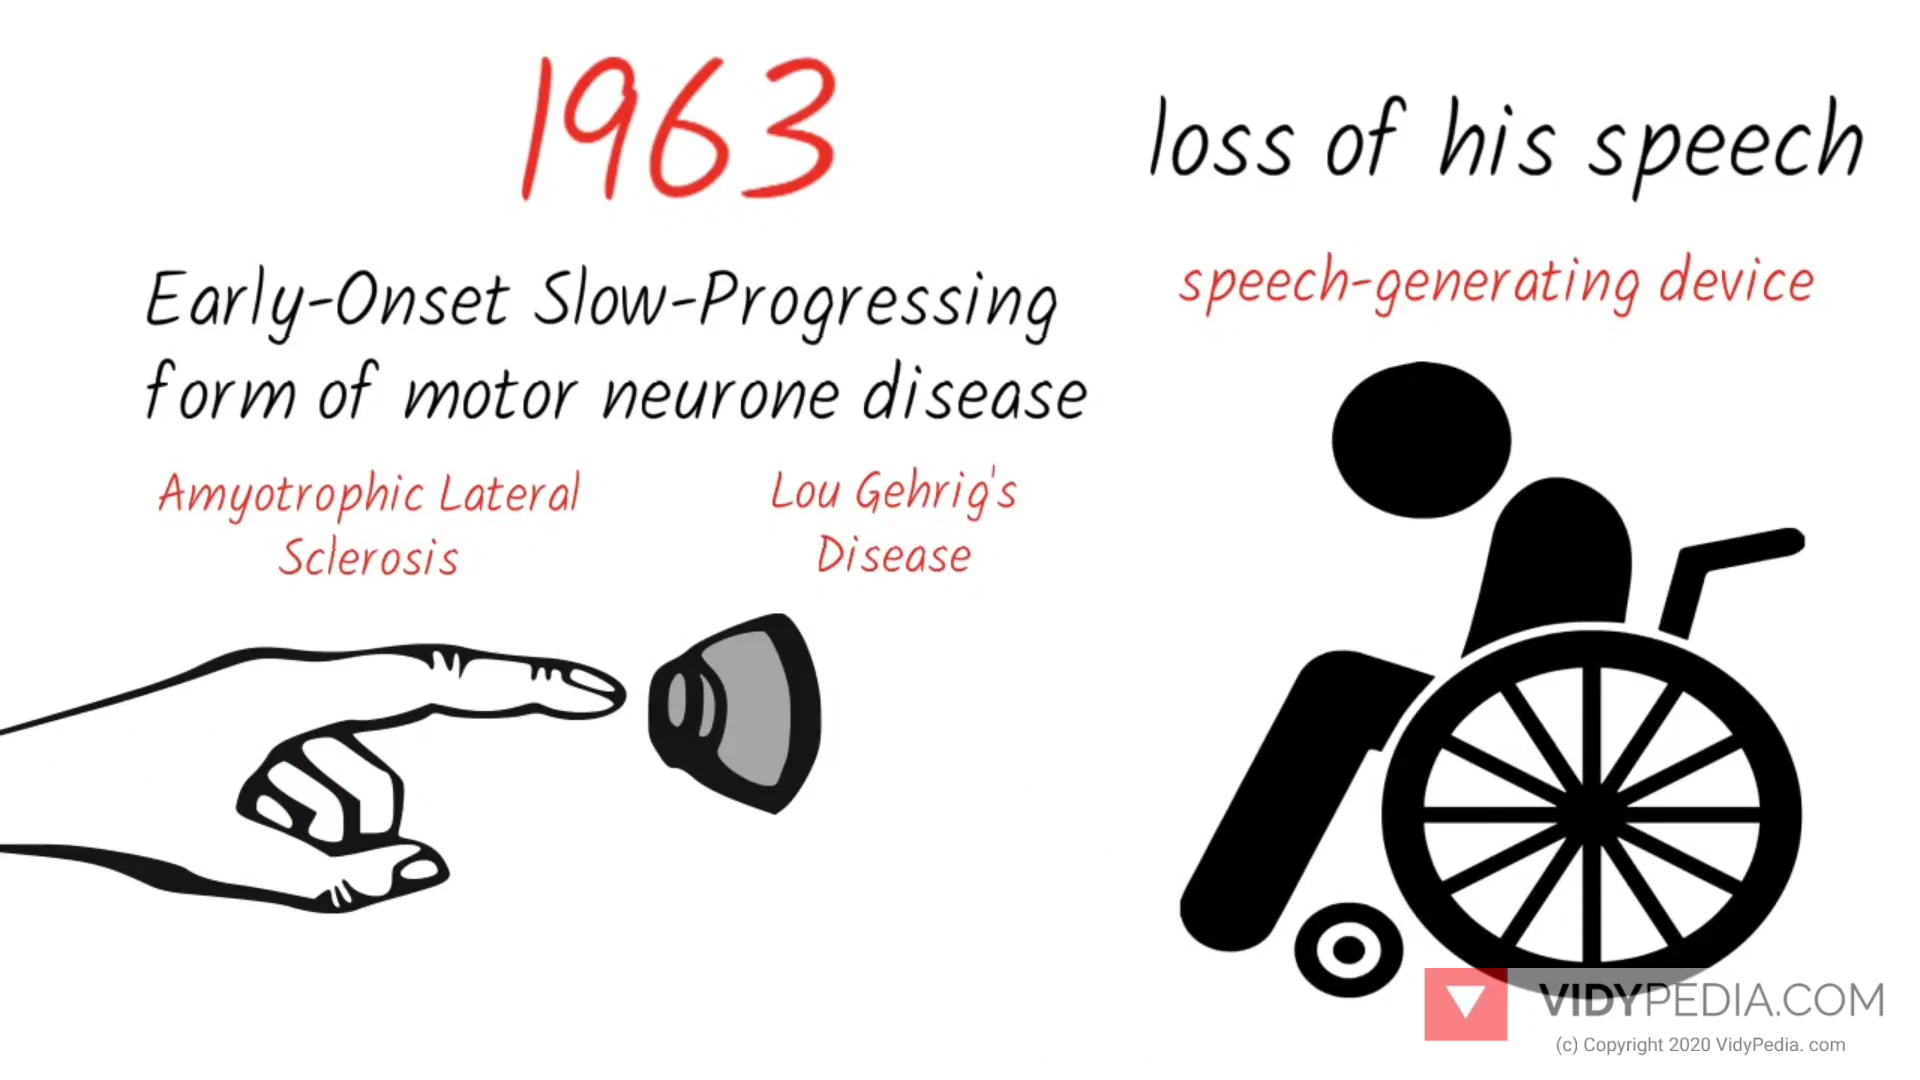 1963
Early-Onset Slow-Progressing
form of motor neurone disease
Amyotrophic Lateral
Sclerosis
Lou Gehrig's
Disease
loss of his speech
speech-generating device
VIDYPEDIA.COM
(c) Copyright 2020 VidyPedia. com